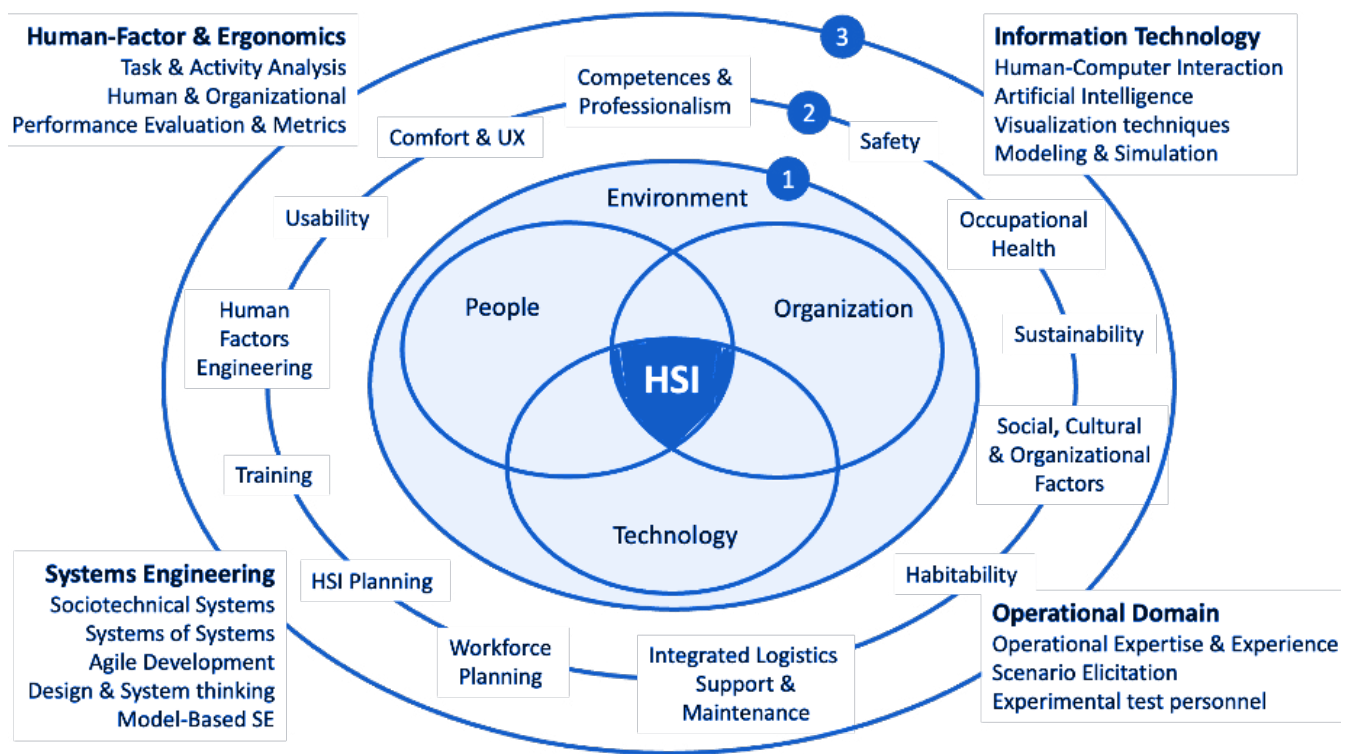 Human-Factor & Ergonomics
Task & Activity Analysis
Human & Organizational
Performance Evaluation & Metrics
3
Information Technology
Human-Computer Interaction
Artificial Intelligence
Visualization techniques
Modeling & Simulation
Competences &
Professionalism
2
Comfort & UX
Safety
1
Environment
Usability
Occupational
Health
People
Organization
Human
Factors
Engineering
Sustainability
HSI
Social, Cultural
& Organizational
Factors
Training
Technology
HSI Planning
Habitability
Systems Engineering
Sociotechnical Systems
Systems of Systems
Agile Development
Design & System thinking
Model-Based SE
Workforce
Planning
Integrated Logistics
Support &
Maintenance
Operational Domain
Operational Expertise & Experience
Scenario Elicitation
Experimental test personnel